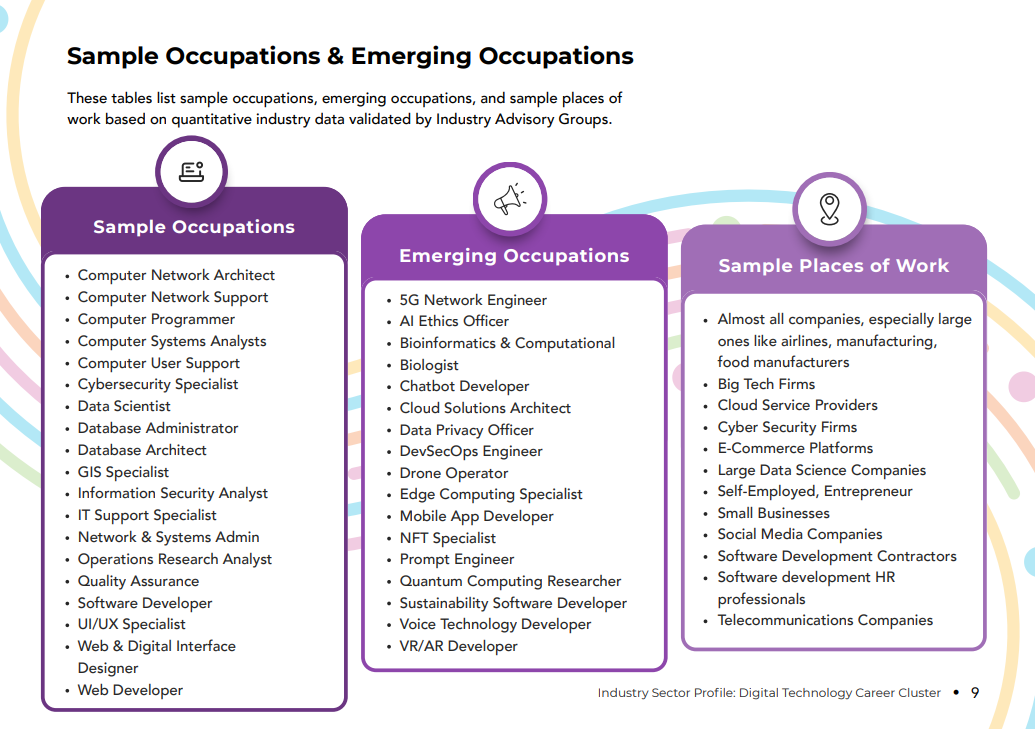 Sample Occupations & Emerging Occupations
These tables list sample occupations, emerging occupations, and sample places of
work based on quantitative industry data validated by Industry Advisory Groups.
Sample Occupations
• Computer Network Architect
• Computer Network Support
• Computer Programmer
• Computer Systems Analysts
• Computer User Support
• Cybersecurity Specialist
• Data Scientist
• Database Administrator
• Database Architect
• GIS Specialist
• Information Security Analyst
• IT Support Specialist
• Network & Systems Admin
• Operations Research Analyst
• Quality Assurance
• Software Developer
• UI/UX Specialist
• Web & Digital Interface
Designer
• Web Developer
Emerging Occupations
• 5G Network Engineer
• AI Ethics Officer
• Bioinformatics & Computational
• Biologist
• Chatbot Developer
• Cloud Solutions Architect
• Data Privacy Officer
• DevSecOps Engineer
• Drone Operator
• Edge Computing Specialist
• Mobile App Developer
• NFT Specialist
• Prompt Engineer
• Quantum Computing Researcher
• Sustainability Software Developer
• Voice Technology Developer
• VR/AR Developer
Sample Places of Work
• Almost all companies, especially large
ones like airlines, manufacturing,
food manufacturers
• Big Tech Firms
• Cloud Service Providers
• Cyber Security Firms
• E-Commerce Platforms
• Large Data Science Companies
• Self-Employed, Entrepreneur
• Small Businesses
• Social Media Companies
• Software Development Contractors
• Software development HR
professionals
• Telecommunications Companies
Industry Sector Profile: Digital Technology Career Cluster • 9